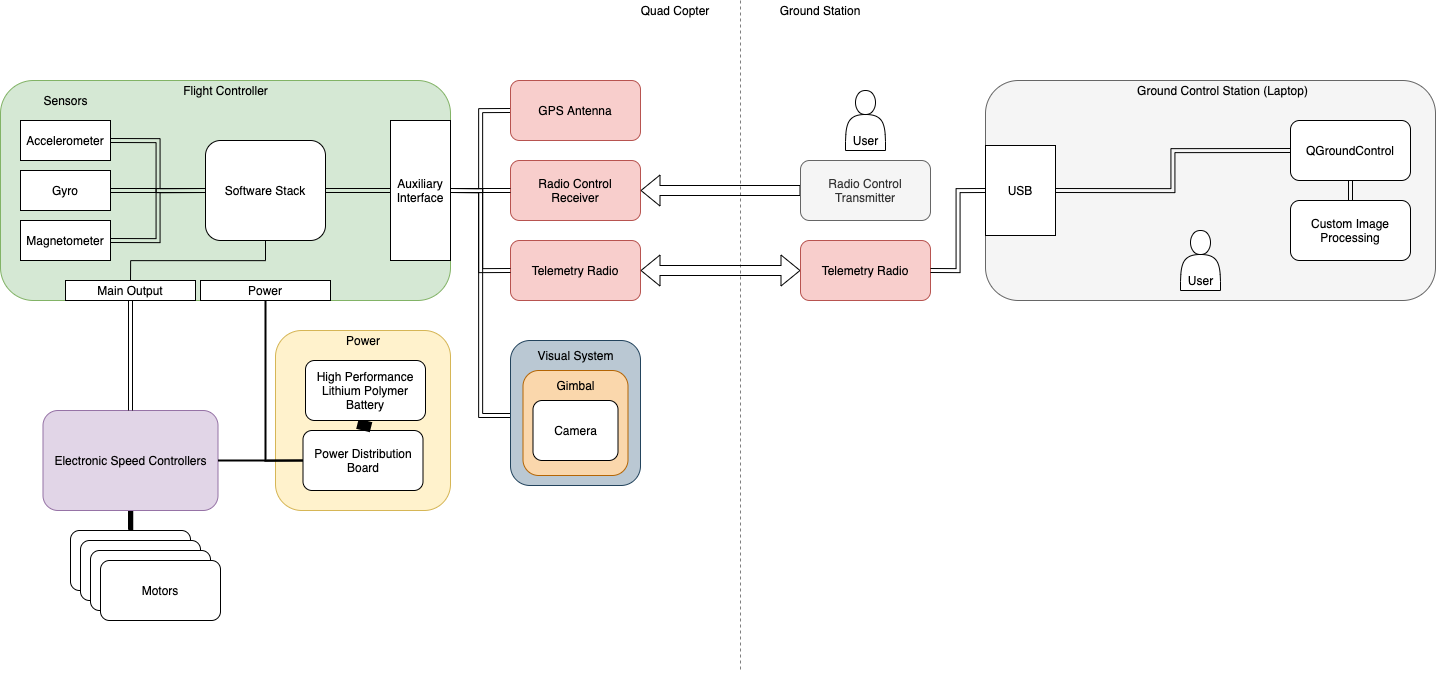 Quad Copter
Ground Station
Flight Controller
Sensors
Accelerometer
Gyro
Magnetometer
Software Stack
Auxiliary
Interface
Main Output
Power
GPS Antenna
Radio Control
Receiver
Telemetry Radio
User
Radio Control
Transmitter
Telemetry Radio
Ground Control Station (Laptop)
USB
QGroundControl
Custom Image
Processing
User
Power
High Performance
Lithium Polymer
Battery
Power Distribution
Board
Visual System
Gimbal
Camera
Electronic Speed Controllers
Motors